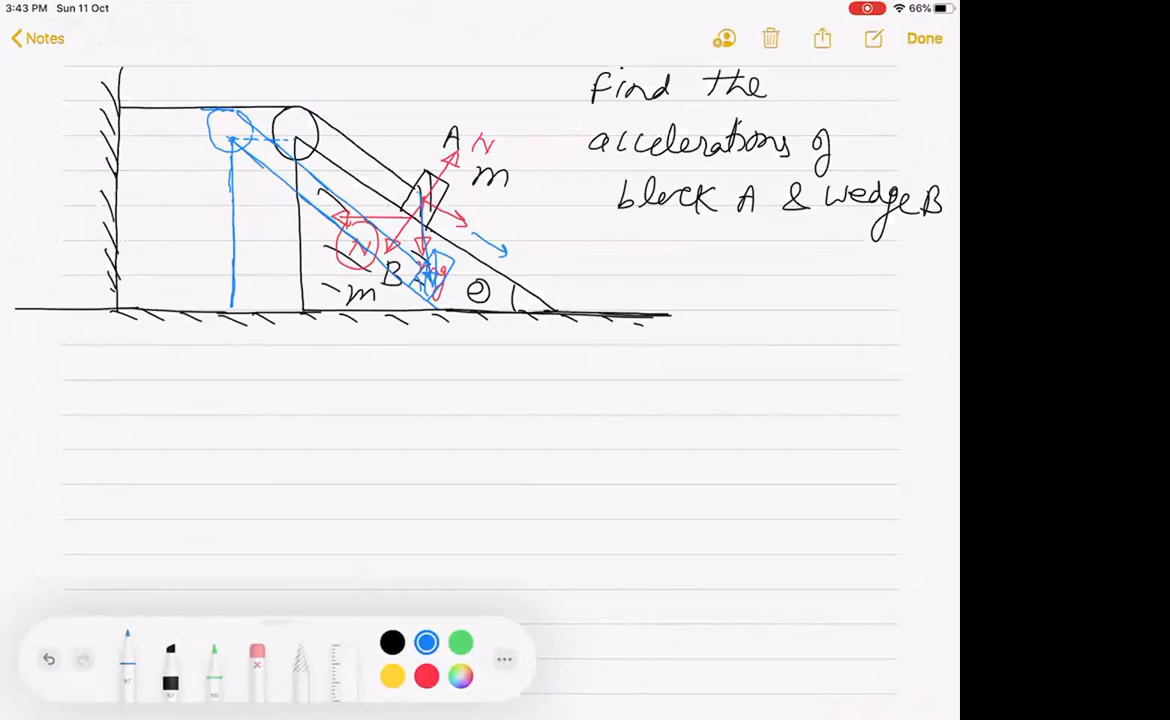 3:43 PM Sun 11 Oct
66%
Notes
Done
Find the
accelerations of
block A & wedge B
A
N
m
N
B
m
θ